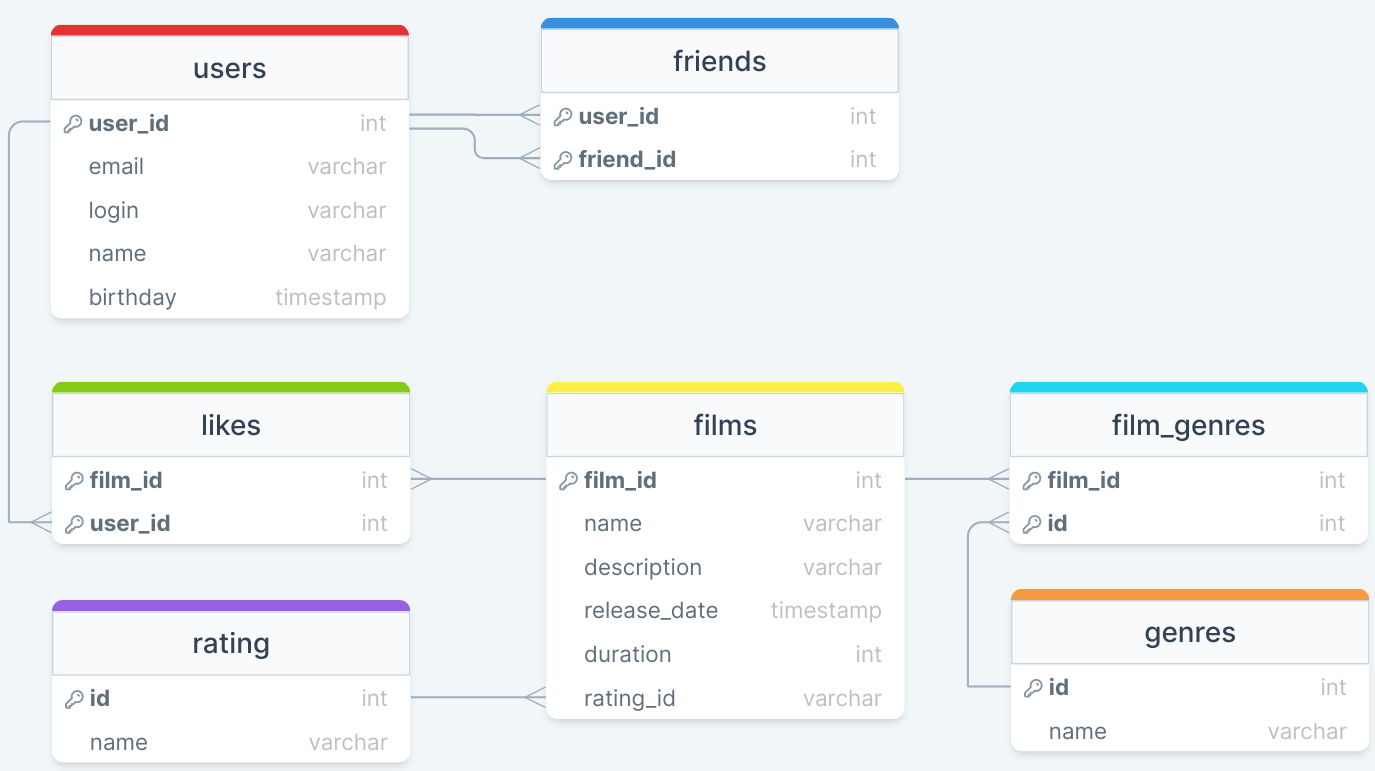 users
user_id int
email varchar
login varchar
name varchar
birthday timestamp
friends
user_id int
friend_id int
likes
film_id int
user_id int
films
film_id int
name varchar
description varchar
release_date timestamp
duration int
rating_id varchar
film_genres
film_id int
id int
rating
id int
name varchar
genres
id int
name varchar